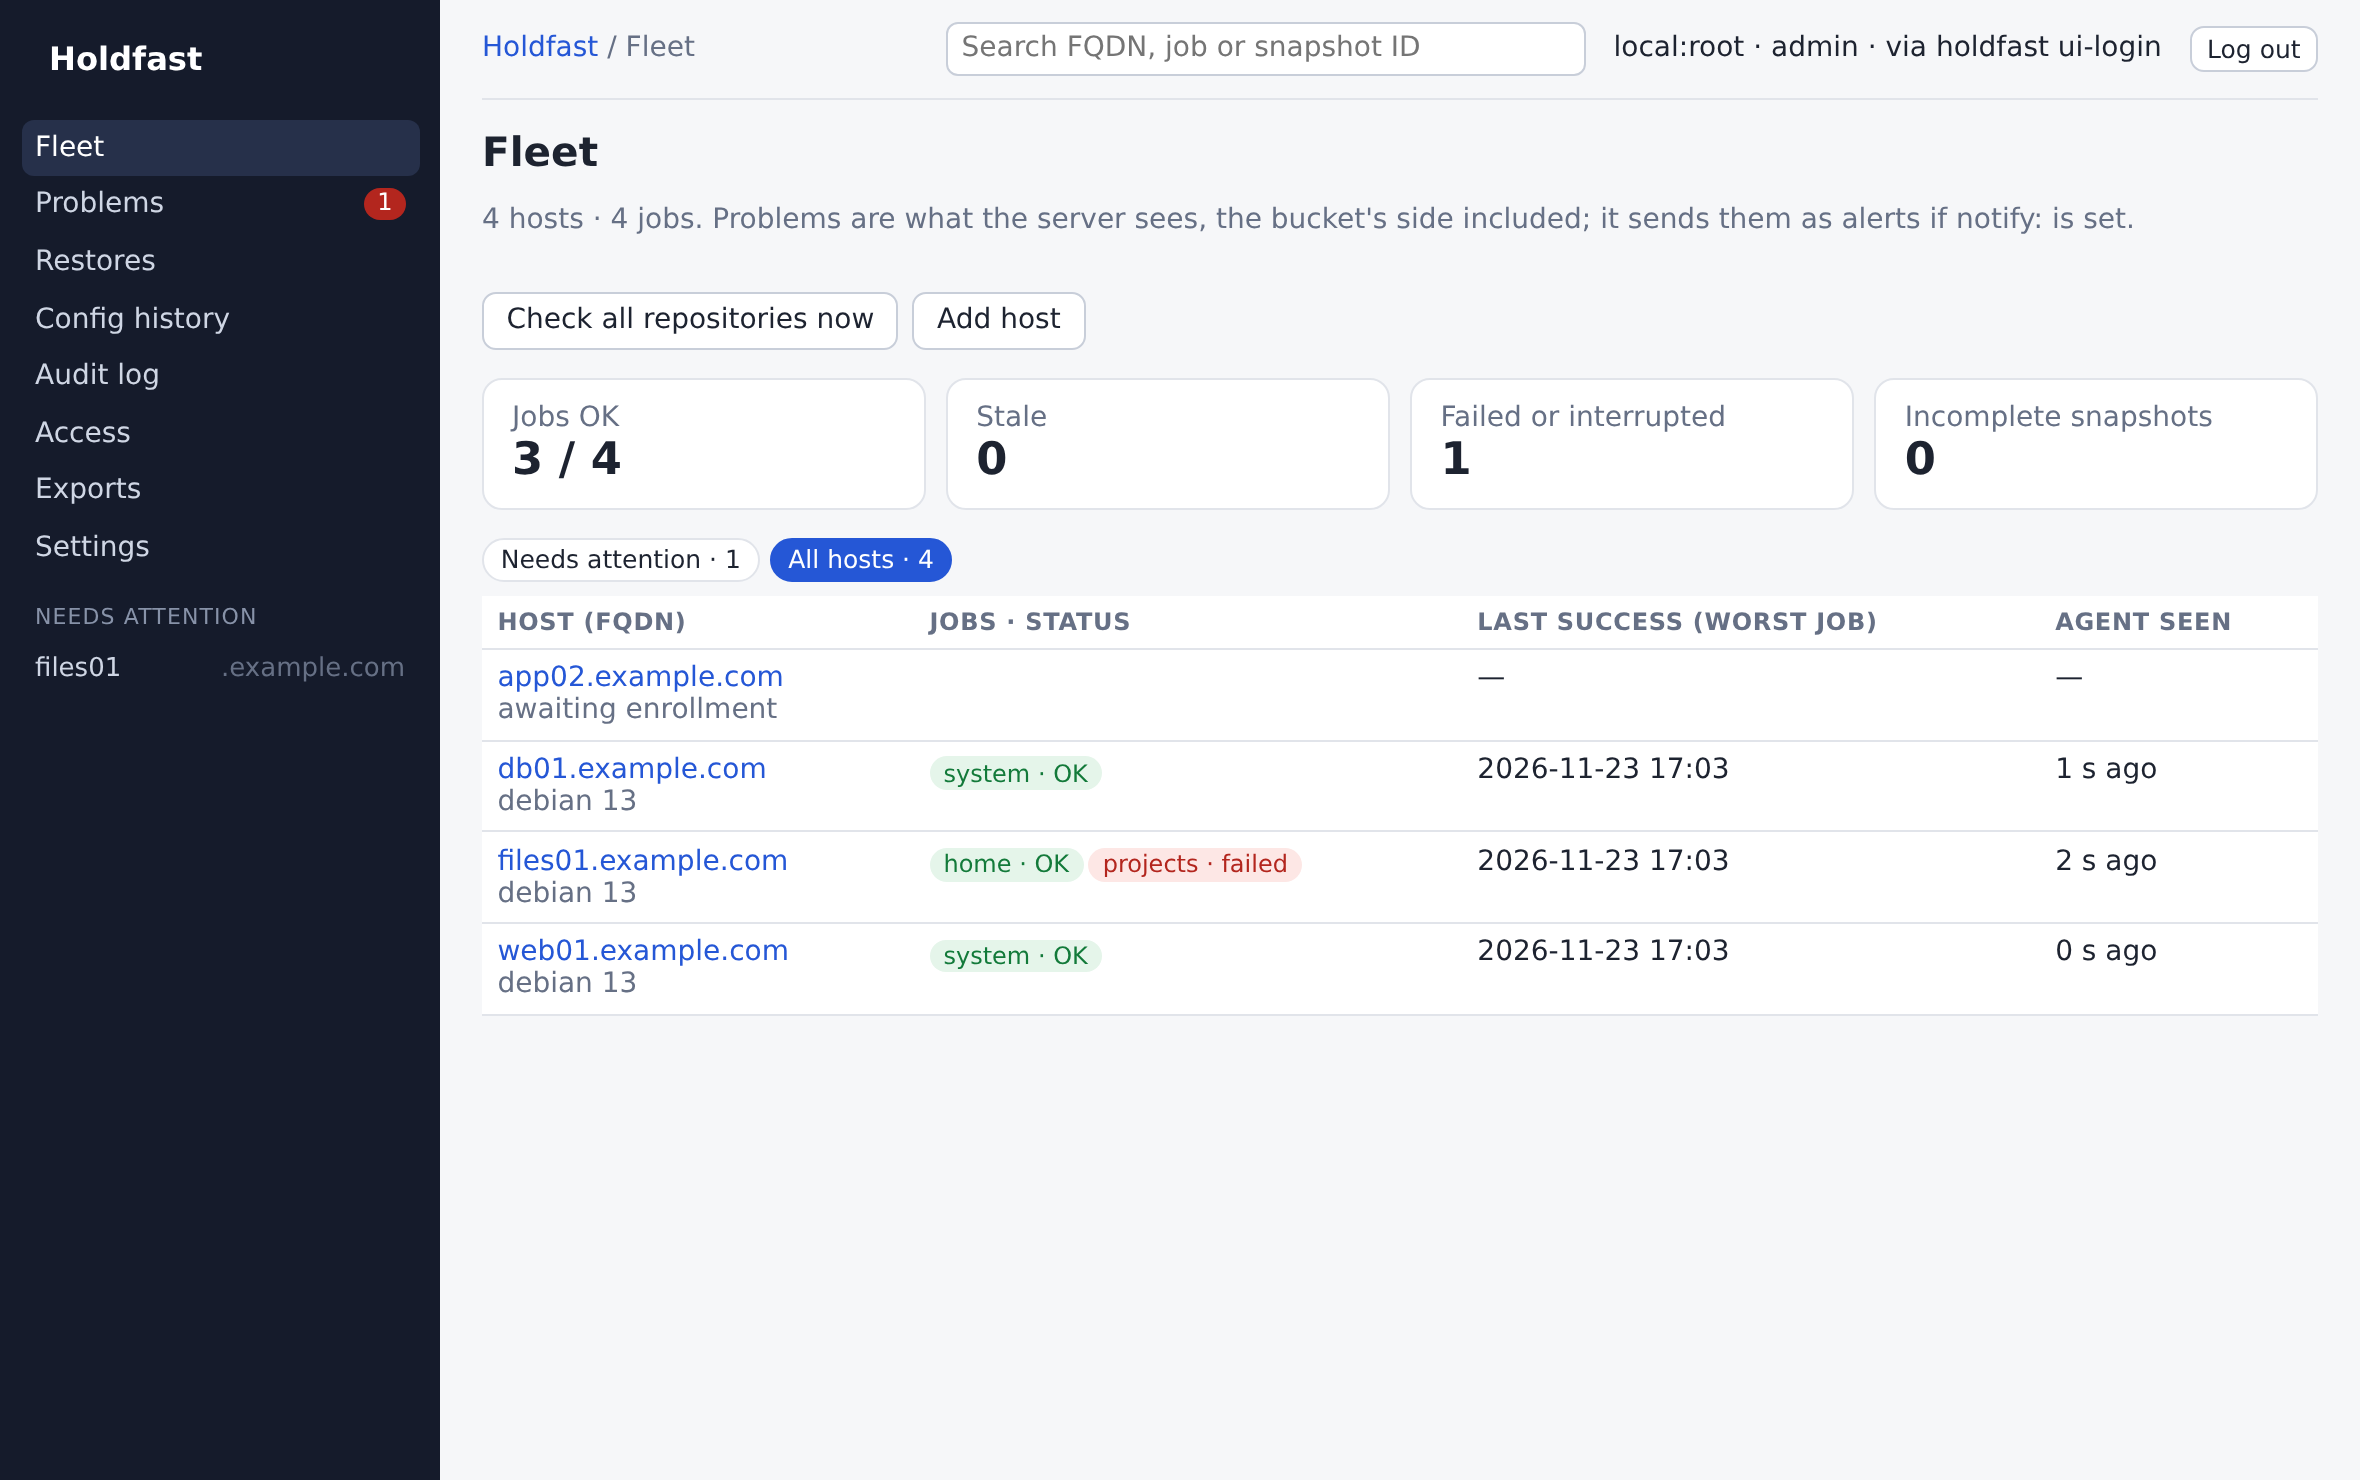 Holdfast
Fleet
Problems 1
Restores
Config history
Audit log
Access
Exports
Settings
NEEDS ATTENTION
files01 .example.com
Holdfast / Fleet
Search FQDN, job or snapshot ID
local:root · admin · via holdfast ui-login
Log out
Fleet
4 hosts · 4 jobs. Problems are what the server sees, the bucket's side included; it sends them as alerts if notify: is set.
Check all repositories now
Add host
Jobs OK
3 / 4
Stale
0
Failed or interrupted
1
Incomplete snapshots
0
Needs attention · 1
All hosts · 4
HOST (FQDN) JOBS · STATUS LAST SUCCESS (WORST JOB) AGENT SEEN
app02.example.com — —
awaiting enrollment
db01.example.com system · OK 2026-11-23 17:03 1 s ago
debian 13
files01.example.com home · OK projects · failed 2026-11-23 17:03 2 s ago
debian 13
web01.example.com system · OK 2026-11-23 17:03 0 s ago
debian 13